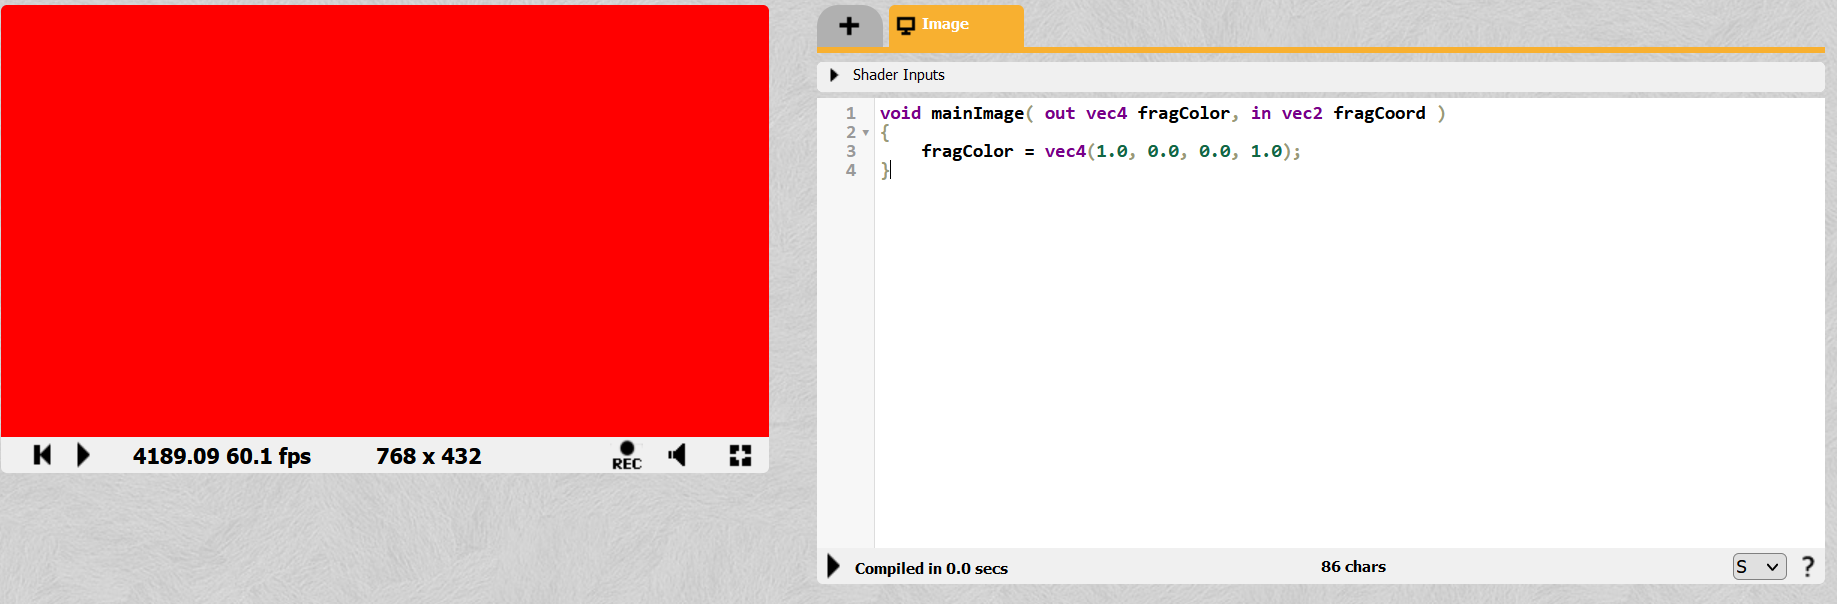 4189.09 60.1 fps 768 x 432 REC
+ Image
Shader Inputs
1 void mainImage( out vec4 fragColor, in vec2 fragCoord )
2 {
3     fragColor = vec4(1.0, 0.0, 0.0, 1.0);
4 }
Compiled in 0.0 secs 86 chars S ?